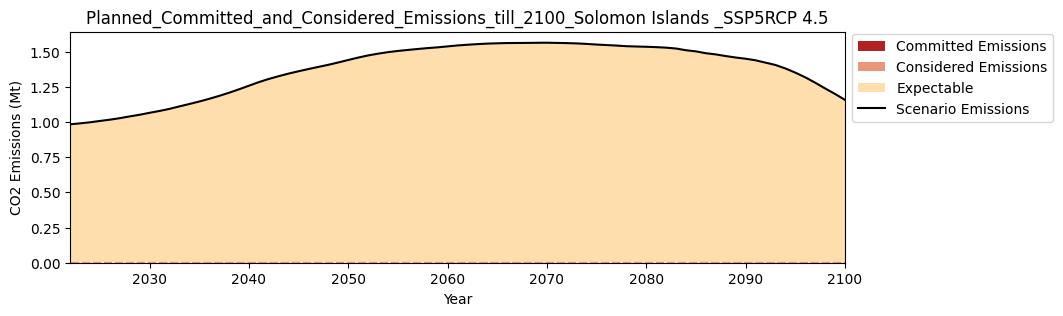 Planned_Committed_and_Considered_Emissions_till_2100_Solomon Islands _SSP5RCP 4.5
CO2 Emissions (Mt)
1.50
1.25
1.00
0.75
0.50
0.25
0.00
2030 2040 2050 2060 2070 2080 2090 2100
Year
Committed Emissions
Considered Emissions
Expectable
Scenario Emissions